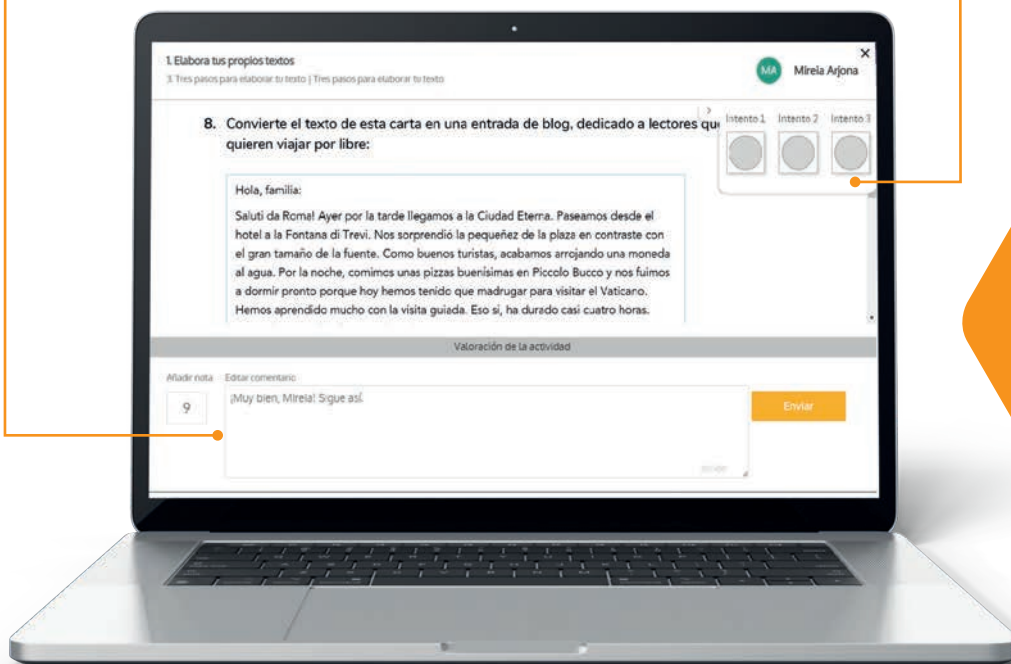 1. Elabora tus propios textos
3. Tres pasos para elaborar tu texto | Tres pasos para elaborar tu texto
MA
Mireia Arjona
×
8. Convierte el texto de esta carta en una entrada de blog, dedicado a lectores que
quieren viajar por libre:
Intento 1 Intento 2 Intento 3
Hola, familia:
Saluti da Roma! Ayer por la tarde llegamos a la Ciudad Eterna. Paseamos desde el
hotel a la Fontana di Trevi. Nos sorprendió la pequeñez de la plaza en contraste con
el gran tamaño de la fuente. Como buenos turistas, acabamos arrojando una moneda
al agua. Por la noche, comimos unas pizzas buenísimas en Piccolo Bucco y nos fuimos
a dormir pronto porque hoy hemos tenido que madrugar para visitar el Vaticano.
Hemos aprendido mucho con la visita guiada. Eso sí, ha durado casi cuatro horas.
Valoración de la actividad
Añadir nota Editar comentario
9
¡Muy bien, Mireia! Sigue así.
Enviar